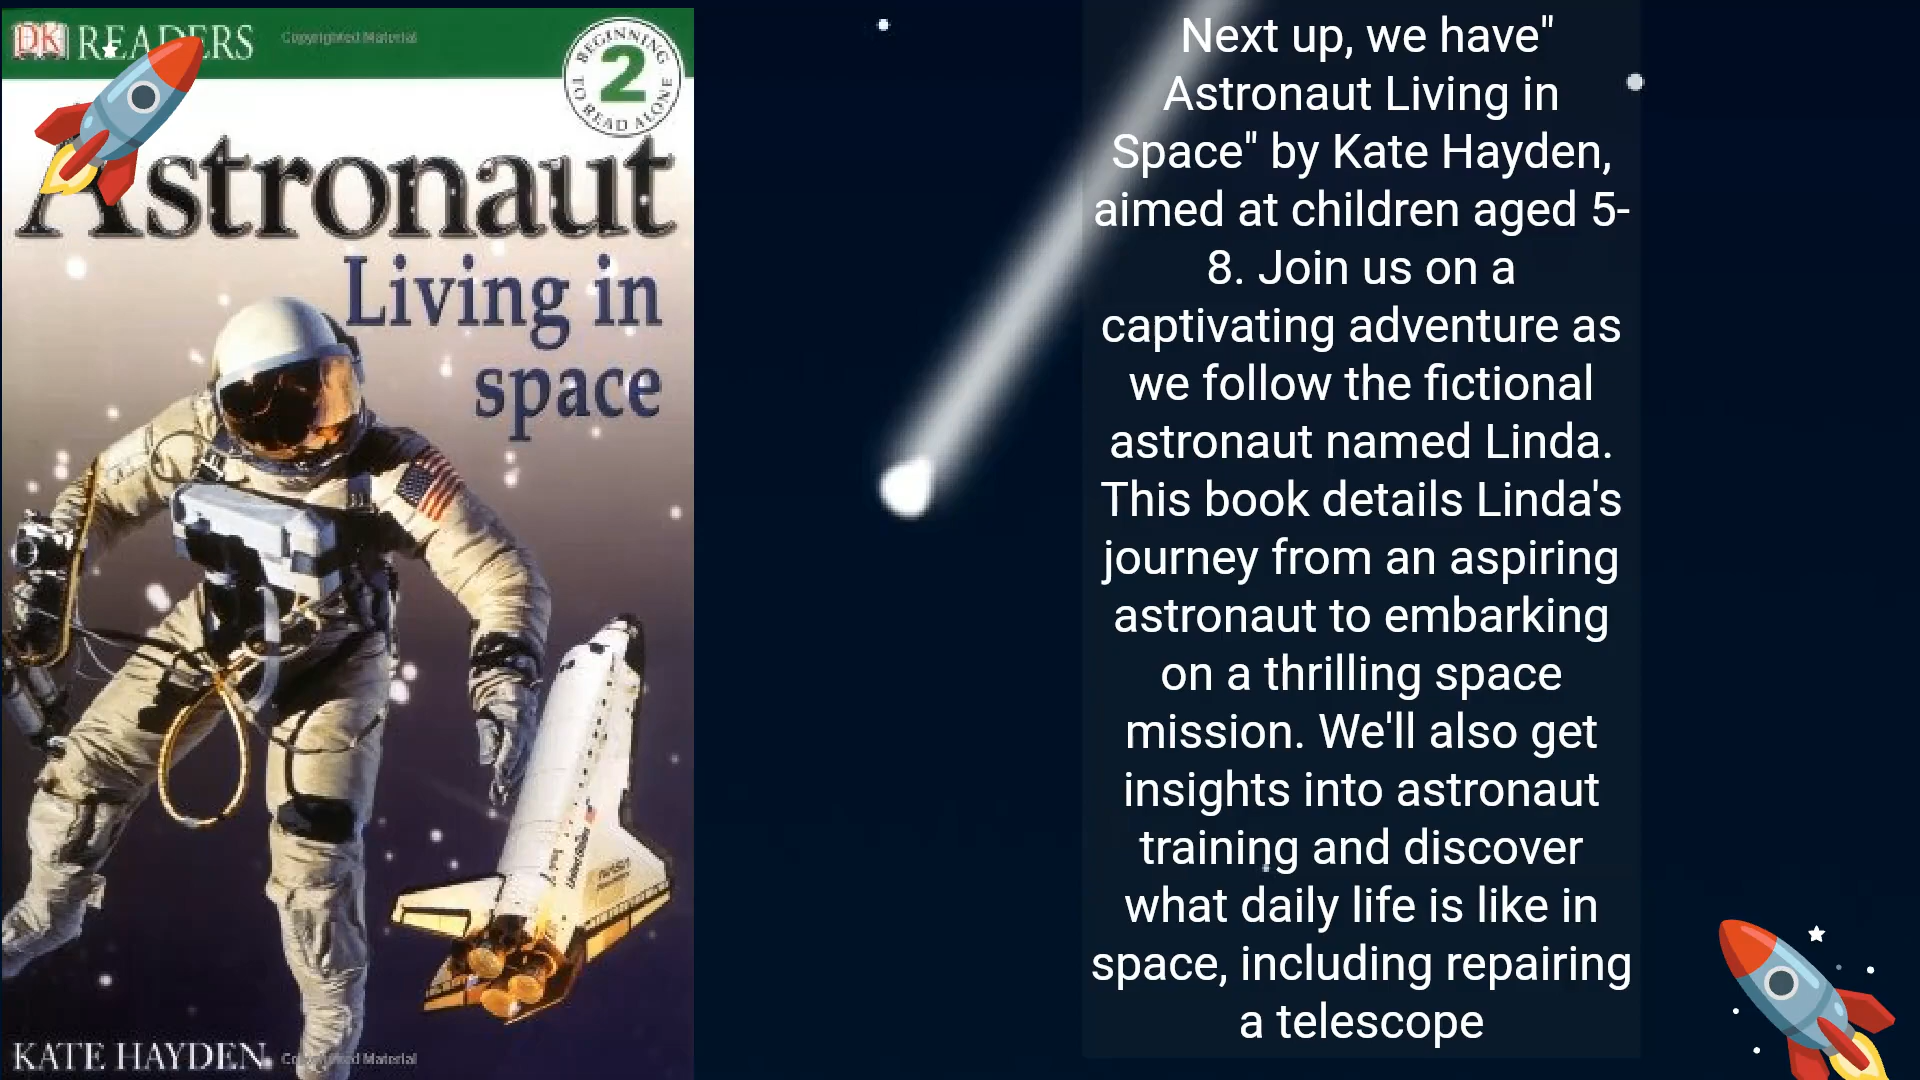 DK READERS
Copyrighted Material
BEGINNING
2
TO READ ALONE
Astronaut
Living in
space
KATE HAYDEN
Copyrighted Material
Next up, we have"
Astronaut Living in
Space" by Kate Hayden,
aimed at children aged 5-
8. Join us on a
captivating adventure as
we follow the fictional
astronaut named Linda.
This book details Linda's
journey from an aspiring
astronaut to embarking
on a thrilling space
mission. We'll also get
insights into astronaut
training and discover
what daily life is like in
space, including repairing
a telescope